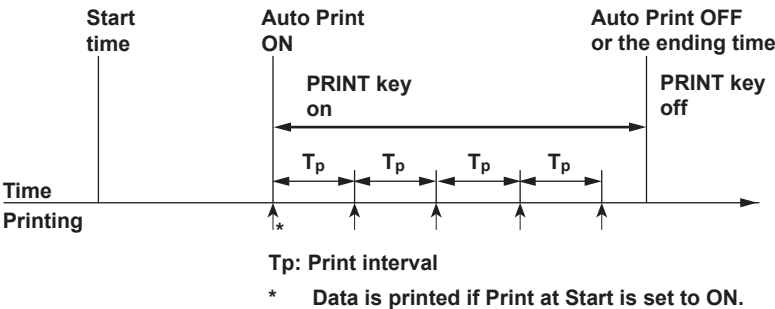 Start
time
Auto Print
ON
Auto Print OFF
or the ending time
PRINT key
on
PRINT key
off
Tp Tp Tp Tp
Time
Printing
*
Tp: Print interval
* Data is printed if Print at Start is set to ON.